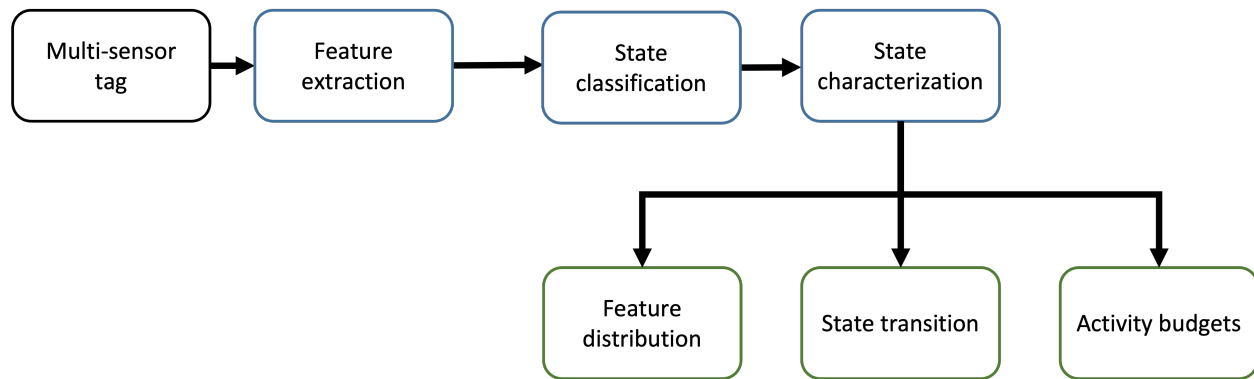 Multi-sensor
tag
Feature
extraction
State
classification
State
characterization
Feature
distribution
State transition
Activity budgets